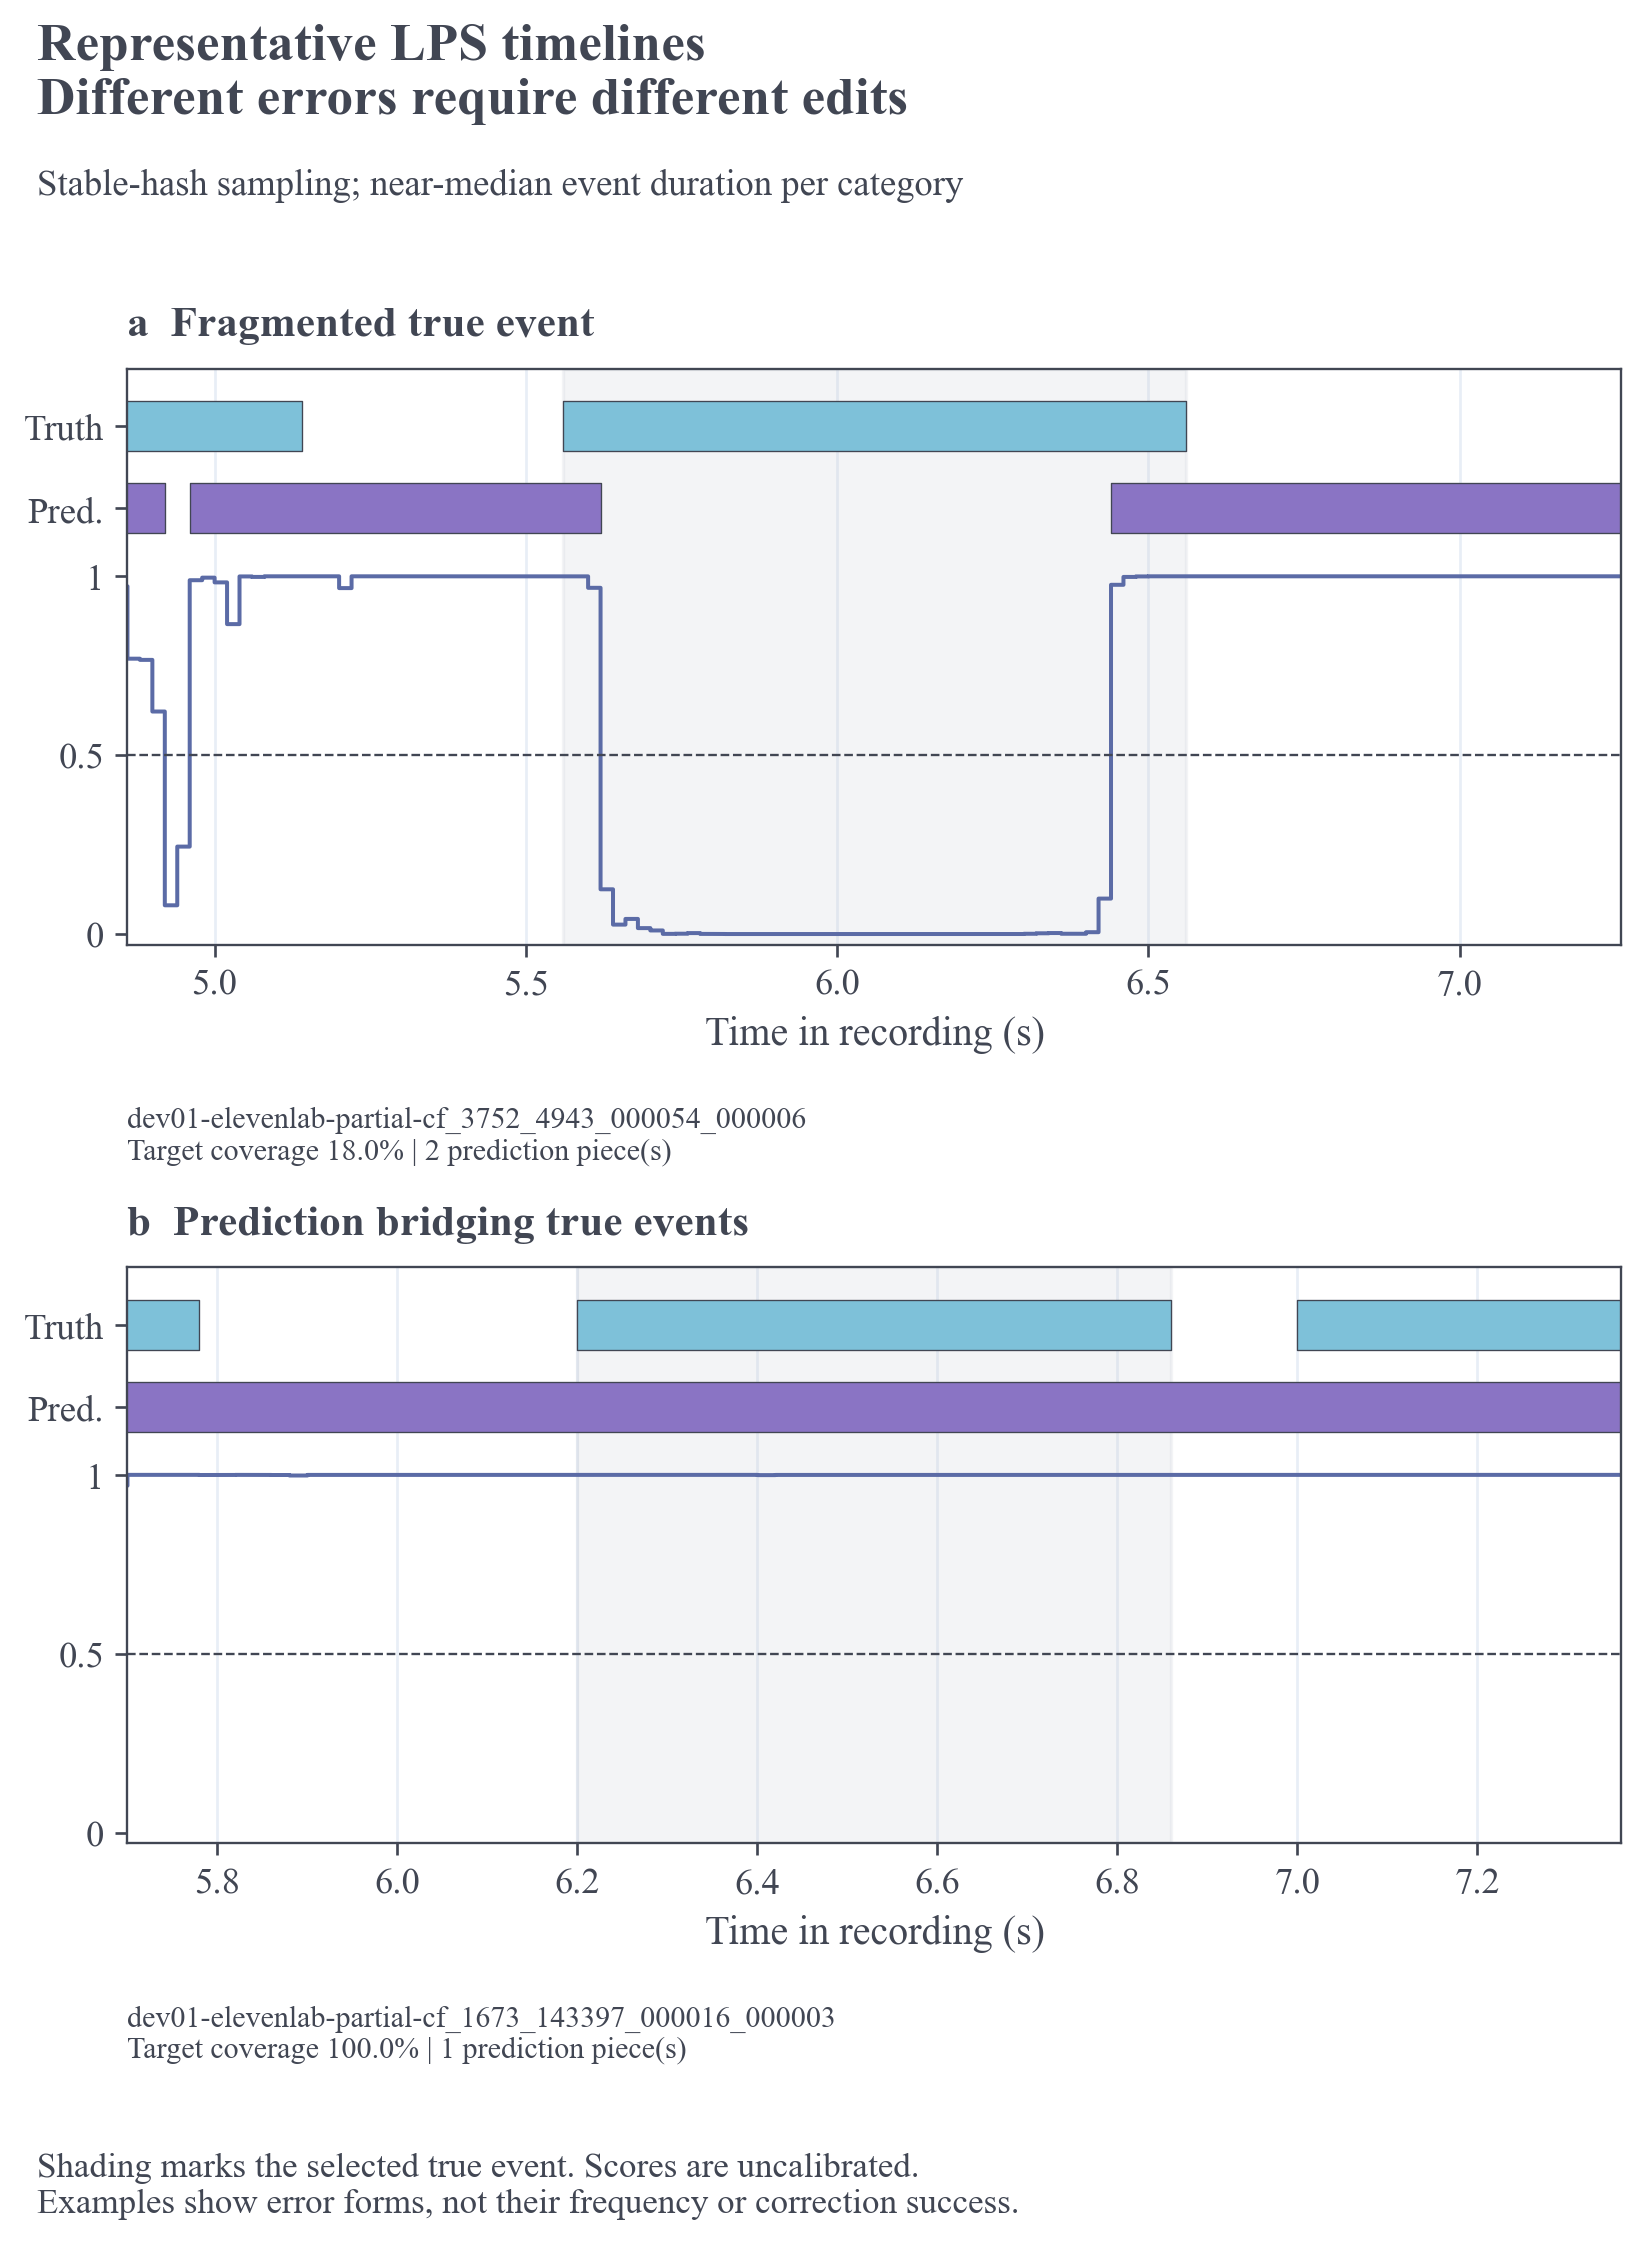 Representative LPS timelines
Different errors require different edits
Stable-hash sampling; near-median event duration per category
a Fragmented true event
Truth
Pred.
1
0.5
0
5.0 5.5 6.0 6.5 7.0
Time in recording (s)
dev01-elevenlab-partial-cf_3752_4943_000054_000006
Target coverage 18.0% | 2 prediction piece(s)
b Prediction bridging true events
Truth
Pred.
1
0.5
0
5.8 6.0 6.2 6.4 6.6 6.8 7.0 7.2
Time in recording (s)
dev01-elevenlab-partial-cf_1673_143397_000016_000003
Target coverage 100.0% | 1 prediction piece(s)
Shading marks the selected true event. Scores are uncalibrated.
Examples show error forms, not their frequency or correction success.